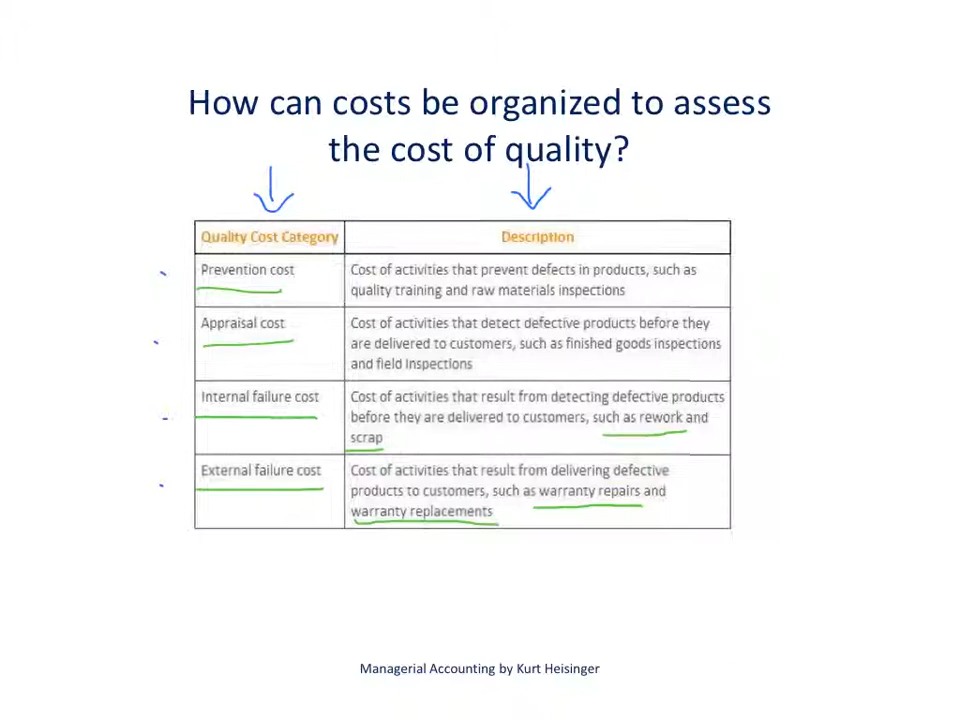 How can costs be organized to assess
the cost of quality?
Quality Cost Category
Description
Prevention cost
Cost of activities that prevent defects in products, such as
quality training and raw materials inspections
Appraisal cost
Cost of activities that detect defective products before they
are delivered to customers, such as finished goods inspections
and field inspections
Internal failure cost
Cost of activities that result from detecting defective products
before they are delivered to customers, such as rework and
scrap
External failure cost
Cost of activities that result from delivering defective
products to customers, such as warranty repairs and
warranty replacements
Managerial Accounting by Kurt Heisinger